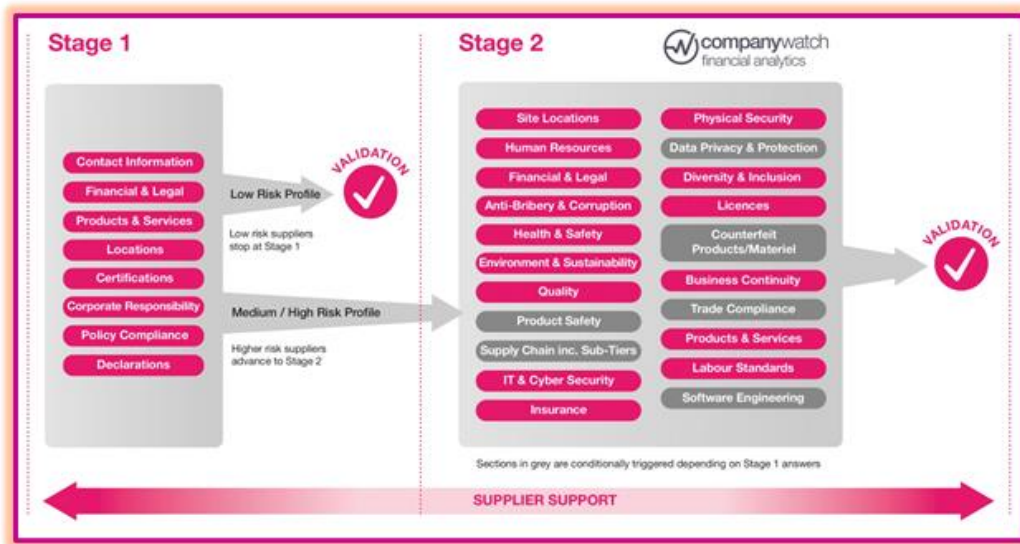 Stage 1
Contact Information
Financial & Legal
Products & Services
Locations
Certifications
Corporate Responsibility
Policy Compliance
Declarations
Low Risk Profile
Low risk suppliers
stop at Stage 1
VALIDATION
Medium / High Risk Profile
Higher risk suppliers
advance to Stage 2
Stage 2
companywatch
financial analytics
Site Locations
Human Resources
Financial & Legal
Anti-Bribery & Corruption
Health & Safety
Environment & Sustainability
Quality
Product Safety
Supply Chain inc. Sub-Tiers
IT & Cyber Security
Insurance
Physical Security
Data Privacy & Protection
Diversity & Inclusion
Licences
Counterfeit
Products/Materiel
Business Continuity
Trade Compliance
Products & Services
Labour Standards
Software Engineering
VALIDATION
Sections in grey are conditionally triggered depending on Stage 1 answers
SUPPLIER SUPPORT